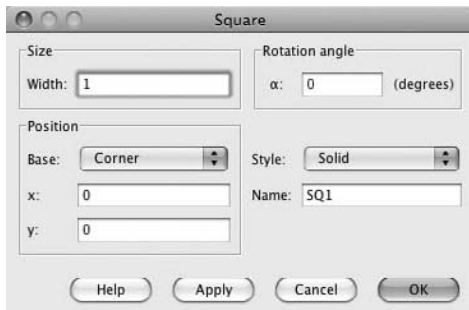 Square
Size
Width: 1
Rotation angle
α: 0 (degrees)
Position
Base: Corner
x: 0
y: 0
Style: Solid
Name: SQ1
Help Apply Cancel OK